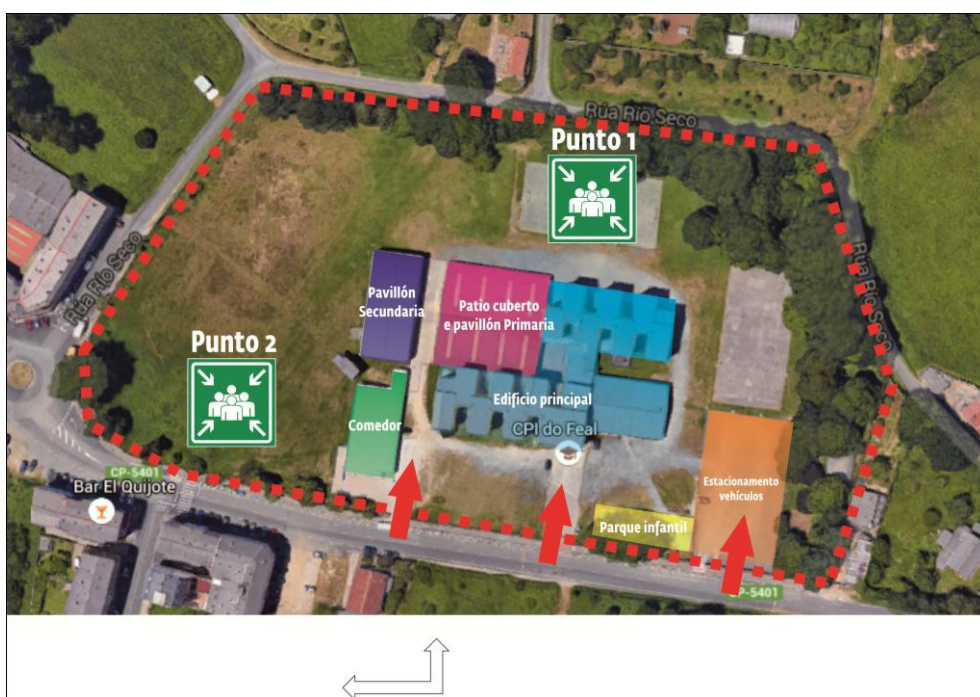 Rúa Río Seco
Punto 1
Rúa Río Seco
Rúa Río Seco
Pavillón
Secundaria
Patio cuberto
e pavillón Primaria
Punto 2
Edificio principal
CPI do Feal
Comedor
CP-5401
Bar El Quijote
Estacionamento
vehículos
Parque infantil
CP-5401